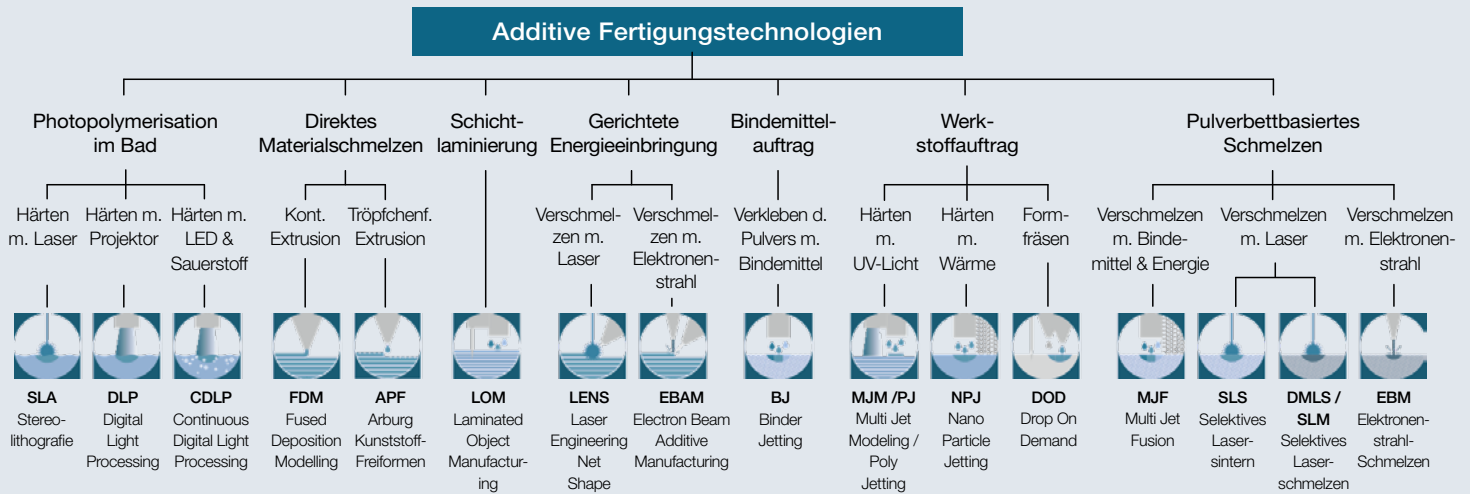 Additive Fertigungstechnologien
Photopolymerisation
im Bad
Direktes
Materialschmelzen
Schicht-
laminierung
Gerichtete
Energieeinbringung
Bindemittel-
auftrag
Werk-
stoffauftrag
Pulverbettbasiertes
Schmelzen
Härten
m. Laser
Härten m.
Projektor
Härten m.
LED &
Sauerstoff
Kont.
Extrusion
Tröpfchenf.
Extrusion
Verschmel-
zen m.
Laser
Verschmel-
zen m.
Elektronen-
strahl
Verkleben d.
Pulvers m.
Bindemittel
Härten
m.
UV-Licht
Härten
m.
Wärme
Form-
fräsen
Verschmelzen
m. Binde-
mittel & Energie
Verschmelzen
m. Laser
Verschmelzen
m. Elektronen-
strahl
SLA
Stereo-
lithografie
DLP
Digital
Light
Processing
CDLP
Continuous
Digital Light
Processing
FDM
Fused
Deposition
Modelling
APF
Arburg
Kunststoff-
Freiformen
LOM
Laminated
Object
Manufactur-
ing
LENS
Laser
Engineering
Net
Shape
EBAM
Electron Beam
Additive
Manufacturing
BJ
Binder
Jetting
MJM /PJ
Multi Jet
Modeling /
Poly
Jetting
NPJ
Nano
Particle
Jetting
DOD
Drop On
Demand
MJF
Multi Jet
Fusion
SLS
Selektives
Laser-
sintern
DMLS /
SLM
Selektives
Laser-
schmelzen
EBM
Elektronen-
strahl-
Schmelzen